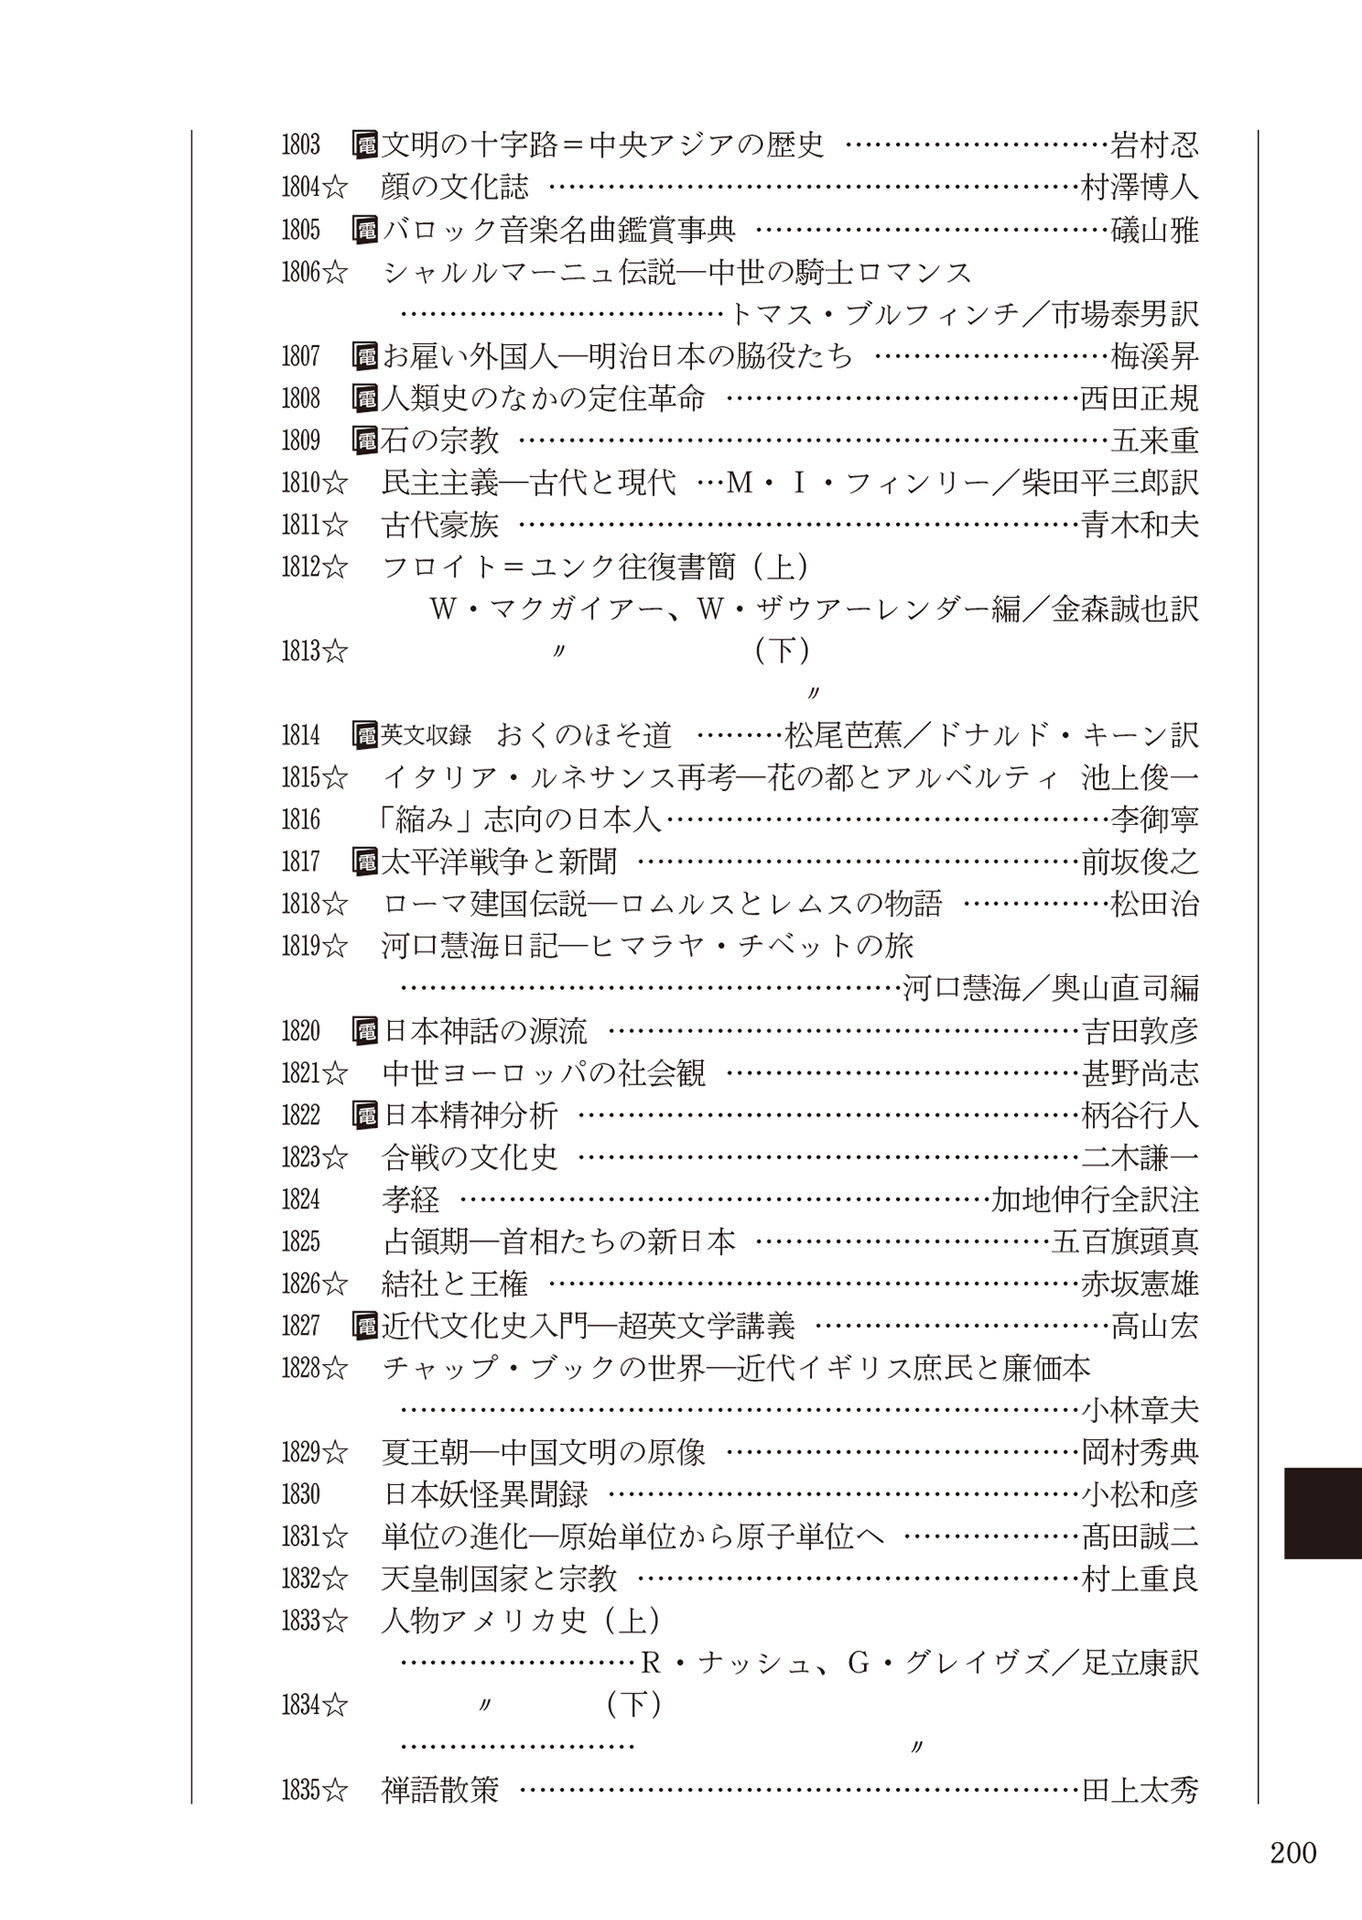 1803 電文明の十字路＝中央アジアの歴史 …………………………岩村忍
1804☆ 顔の文化誌 ……………………………………………………村澤博人
1805 電バロック音楽名曲鑑賞事典 …………………………………礒山雅
1806☆ シャルルマーニュ伝説―中世の騎士ロマンス
………………………………トマス・ブルフィンチ／市場泰男訳
1807 電お雇い外国人―明治日本の脇役たち ……………………梅溪昇
1808 電人類史のなかの定住革命 …………………………………西田正規
1809 電石の宗教 …………………………………………………………五来重
1810☆ 民主主義―古代と現代 …Ｍ・Ｉ・フィンリー／柴田平三郎訳
1811☆ 古代豪族 ………………………………………………………青木和夫
1812☆ フロイト＝ユンク往復書簡（上）
Ｗ・マクガイアー、Ｗ・ザウアーレンダー編／金森誠也訳
1813☆ 〃 （下）
〃
1814 電英文収録 おくのほそ道 ………松尾芭蕉／ドナルド・キーン訳
1815☆ イタリア・ルネサンス再考―花の都とアルベルティ 池上俊一
1816 「縮み」志向の日本人………………………………………李御寧
1817 電太平洋戦争と新聞 …………………………………………前坂俊之
1818☆ ローマ建国伝説―ロムルスとレムスの物語 ……………松田治
1819☆ 河口慧海日記―ヒマラヤ・チベットの旅
………………………………………………河口慧海／奥山直司編
1820 電日本神話の源流 ……………………………………………吉田敦彦
1821☆ 中世ヨーロッパの社会観 …………………………………甚野尚志
1822 電日本精神分析 ………………………………………………柄谷行人
1823☆ 合戦の文化史 ………………………………………………二木謙一
1824 孝経 ……………………………………………………加地伸行全訳注
1825 占領期―首相たちの新日本 ……………………………五百旗頭真
1826☆ 結社と王権 …………………………………………………赤坂憲雄
1827 電近代文化史入門―超英文学講義 …………………………高山宏
1828☆ チャップ・ブックの世界―近代イギリス庶民と廉価本
…………………………………………………………………小林章夫
1829☆ 夏王朝―中国文明の原像 …………………………………岡村秀典
1830 日本妖怪異聞録 ……………………………………………小松和彦
1831☆ 単位の進化―原始単位から原子単位へ ………………髙田誠二
1832☆ 天皇制国家と宗教 …………………………………………村上重良
1833☆ 人物アメリカ史（上）
……………………Ｒ・ナッシュ、Ｇ・グレイヴズ／足立康訳
1834☆ 〃 （下）
…………………… 〃
1835☆ 禅語散策 ………………………………………………………田上太秀
200